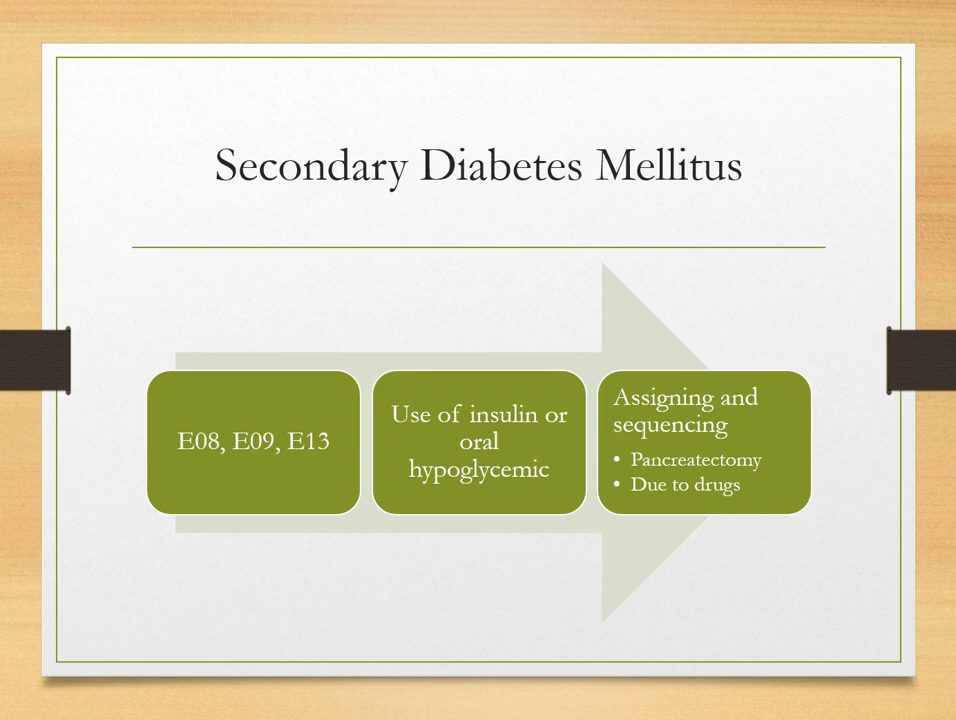 Secondary Diabetes Mellitus
E08, E09, E13
Use of insulin or
oral
hypoglycemic
Assigning and
sequencing
• Pancreatectomy
• Due to drugs